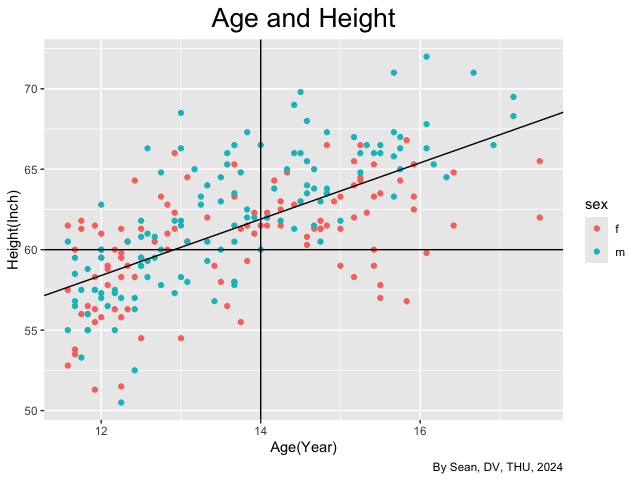 Age and Height
Height(Inch)
70
65
60
55
50
12
14
16
Age(Year)
sex
f
m
By Sean, DV, THU, 2024